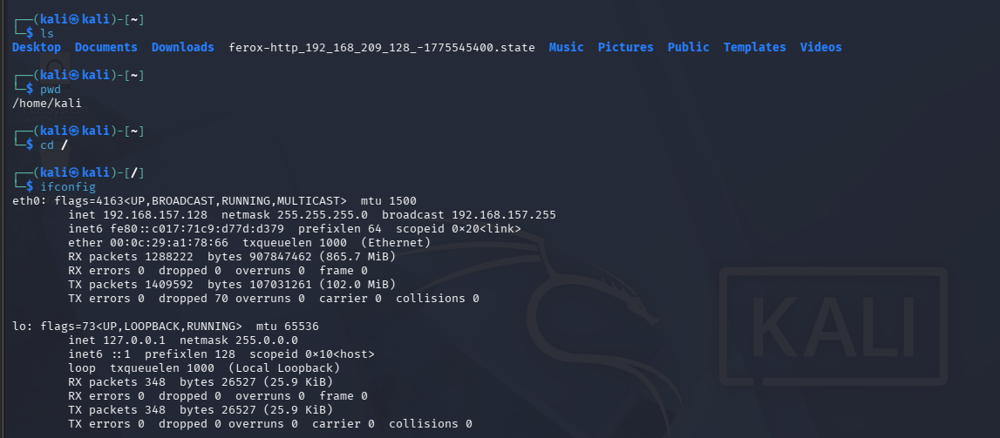 ┌──(kali㉿kali)-[~]
└─$ ls
Desktop  Documents  Downloads  ferox-http_192_168_209_128_-1775545400.state  Music  Pictures  Public  Templates  Videos

┌──(kali㉿kali)-[~]
└─$ pwd
/home/kali

┌──(kali㉿kali)-[~]
└─$ cd /

┌──(kali㉿kali)-[/]
└─$ ifconfig
eth0: flags=4163<UP,BROADCAST,RUNNING,MULTICAST>  mtu 1500
        inet 192.168.157.128  netmask 255.255.255.0  broadcast 192.168.157.255
        inet6 fe80::c017:71c9:d77d:d379  prefixlen 64  scopeid 0x20<link>
        ether 00:0c:29:a1:78:66  txqueuelen 1000  (Ethernet)
        RX packets 1288222  bytes 907847462 (865.7 MiB)
        RX errors 0  dropped 0  overruns 0  frame 0
        TX packets 1409592  bytes 107031261 (102.0 MiB)
        TX errors 0  dropped 70 overruns 0  carrier 0  collisions 0

lo: flags=73<UP,LOOPBACK,RUNNING>  mtu 65536
        inet 127.0.0.1  netmask 255.0.0.0
        inet6 ::1  prefixlen 128  scopeid 0x10<host>
        loop  txqueuelen 1000  (Local Loopback)
        RX packets 348  bytes 26527 (25.9 KiB)
        RX errors 0  dropped 0  overruns 0  frame 0
        TX packets 348  bytes 26527 (25.9 KiB)
        TX errors 0  dropped 0 overruns 0  carrier 0  collisions 0
KALI